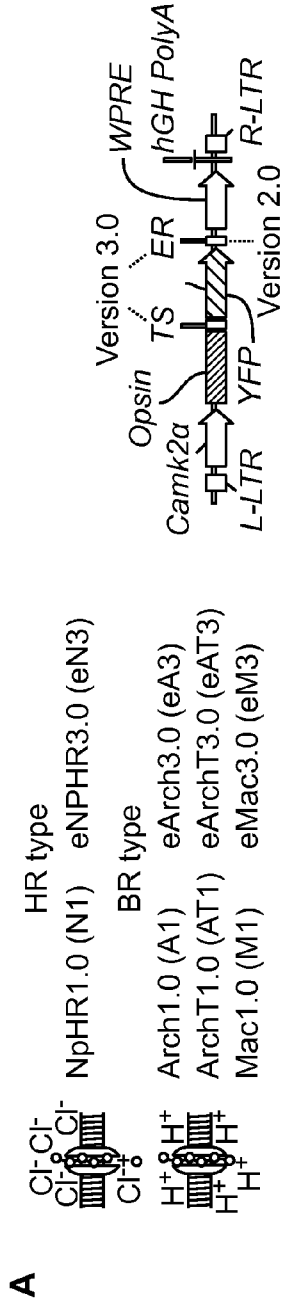 A
HR type
Cl- Cl- Cl-
Cl- Cl-
Cl-
NpHR1.0 (N1) eNPHR3.0 (eN3)
BR type
H+ H+
H+ H+ H+
Arch1.0 (A1) eArch3.0 (eA3)
ArchT1.0 (AT1) eArchT3.0 (eAT3)
Mac1.0 (M1) eMac3.0 (eM3)
Version 3.0
Opsin TS ER WPRE
Camk2α hGH PolyA
L-LTR YFP R-LTR
Version 2.0